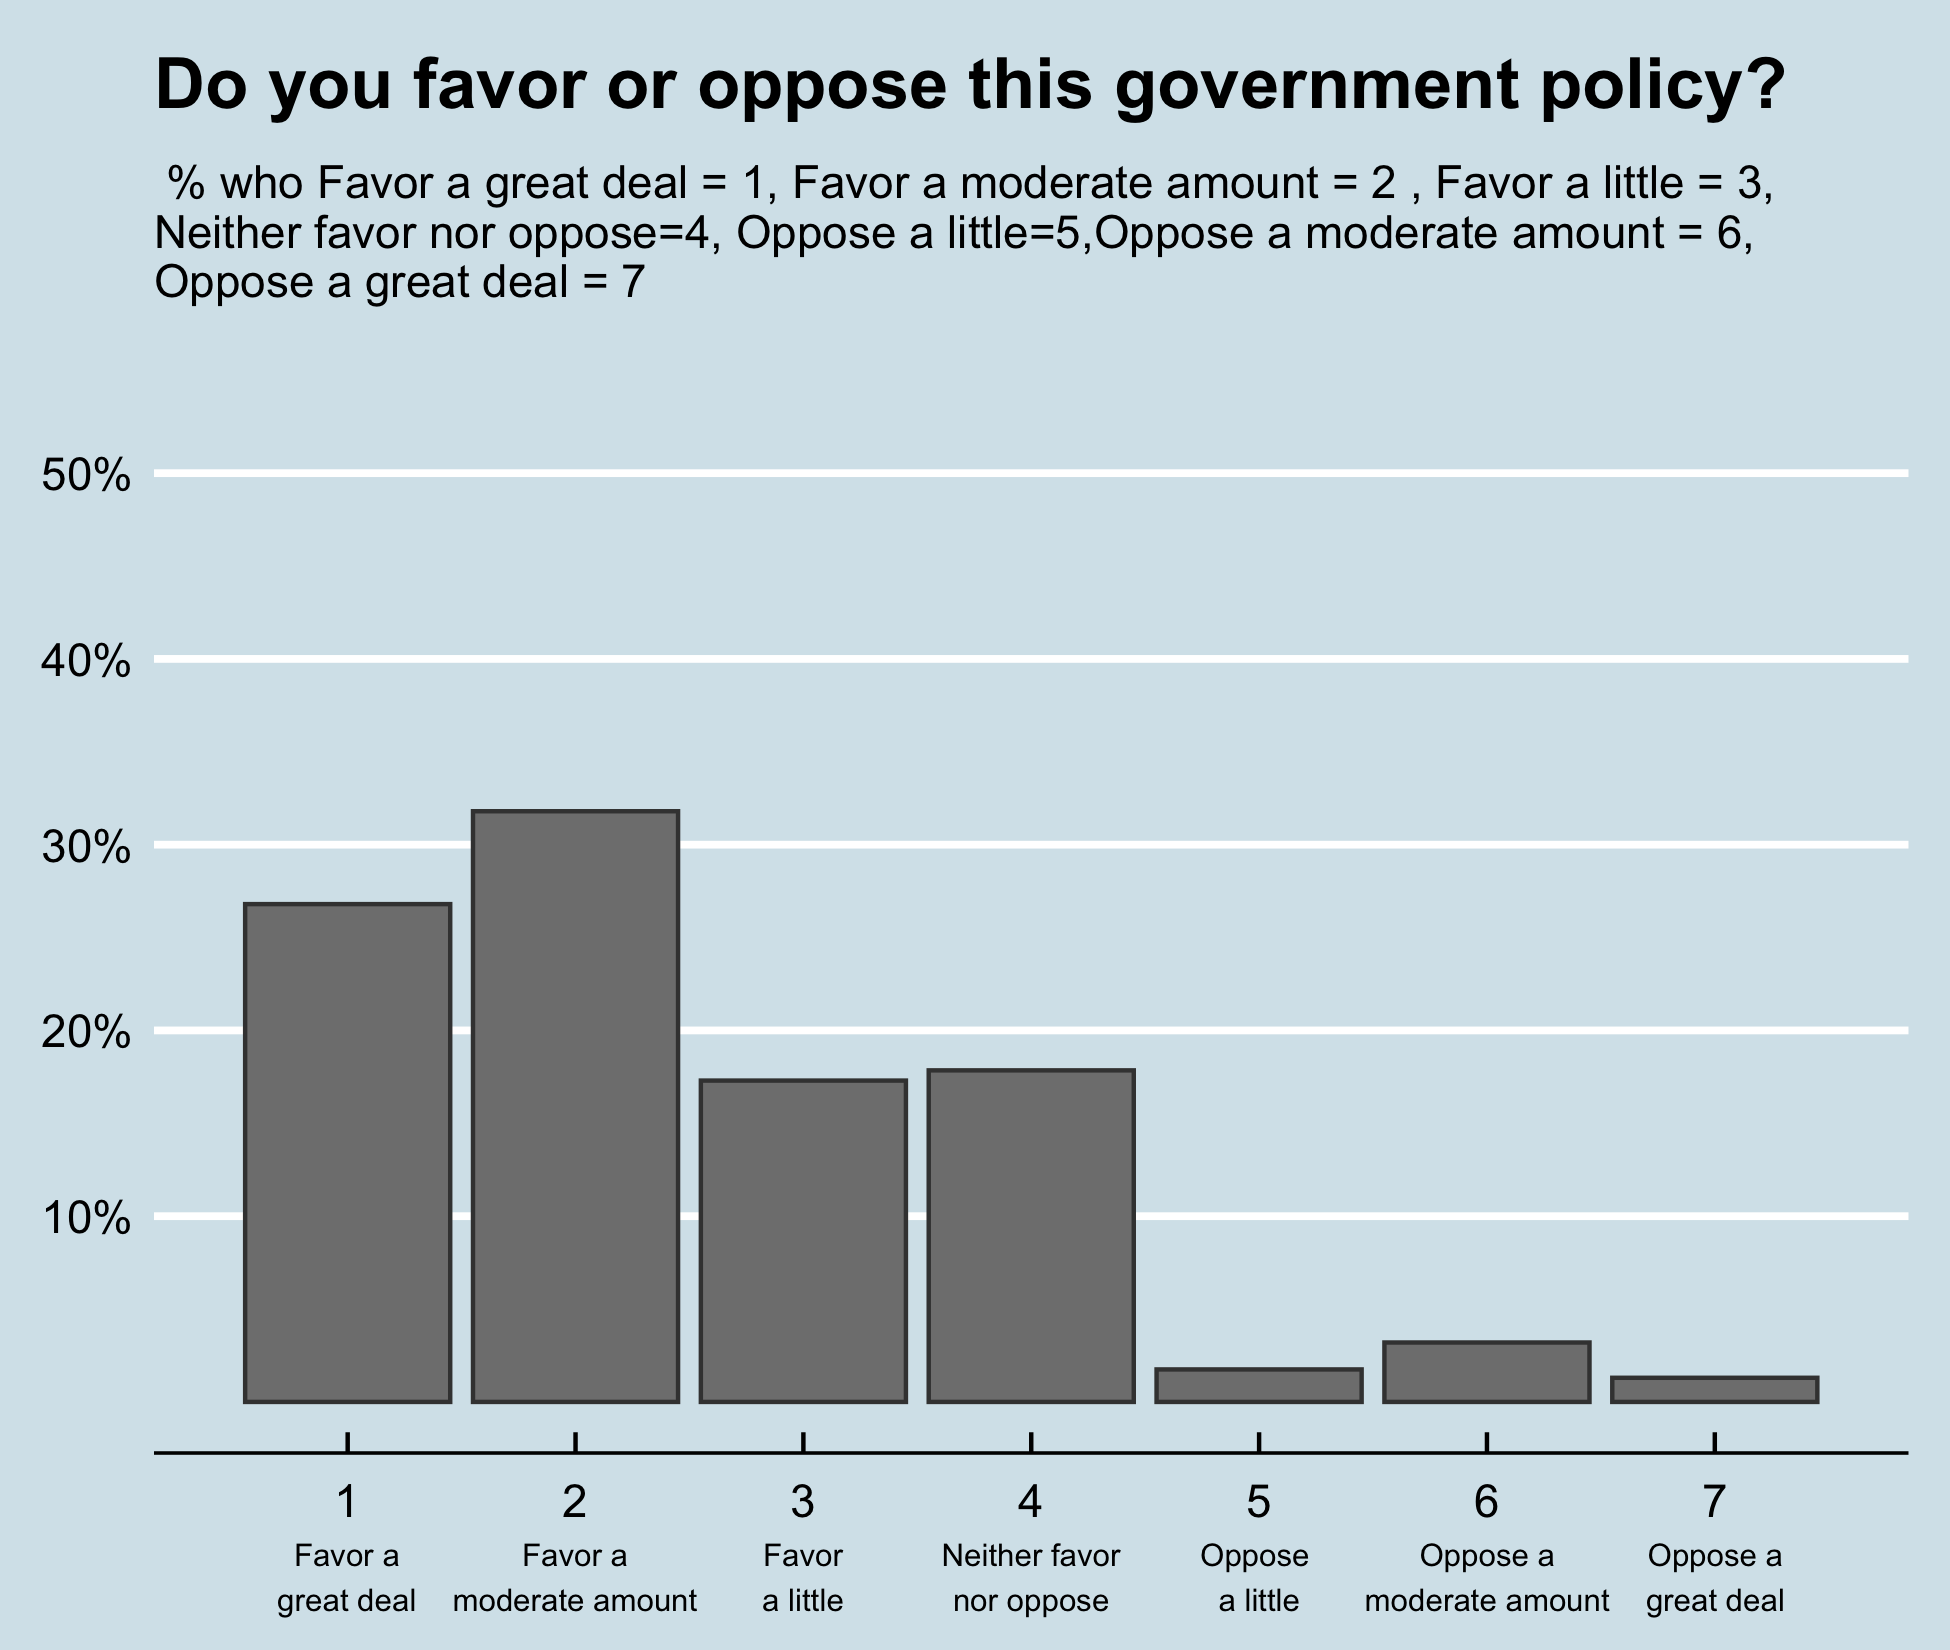 Do you favor or oppose this government policy?
% who Favor a great deal = 1, Favor a moderate amount = 2 , Favor a little = 3,
Neither favor nor oppose=4, Oppose a little=5,Oppose a moderate amount = 6,
Oppose a great deal = 7
50%
40%
30%
20%
10%
1 2 3 4 5 6 7
Favor a Favor a Favor Neither favor Oppose Oppose a Oppose a
great deal moderate amount a little nor oppose a little moderate amount great deal